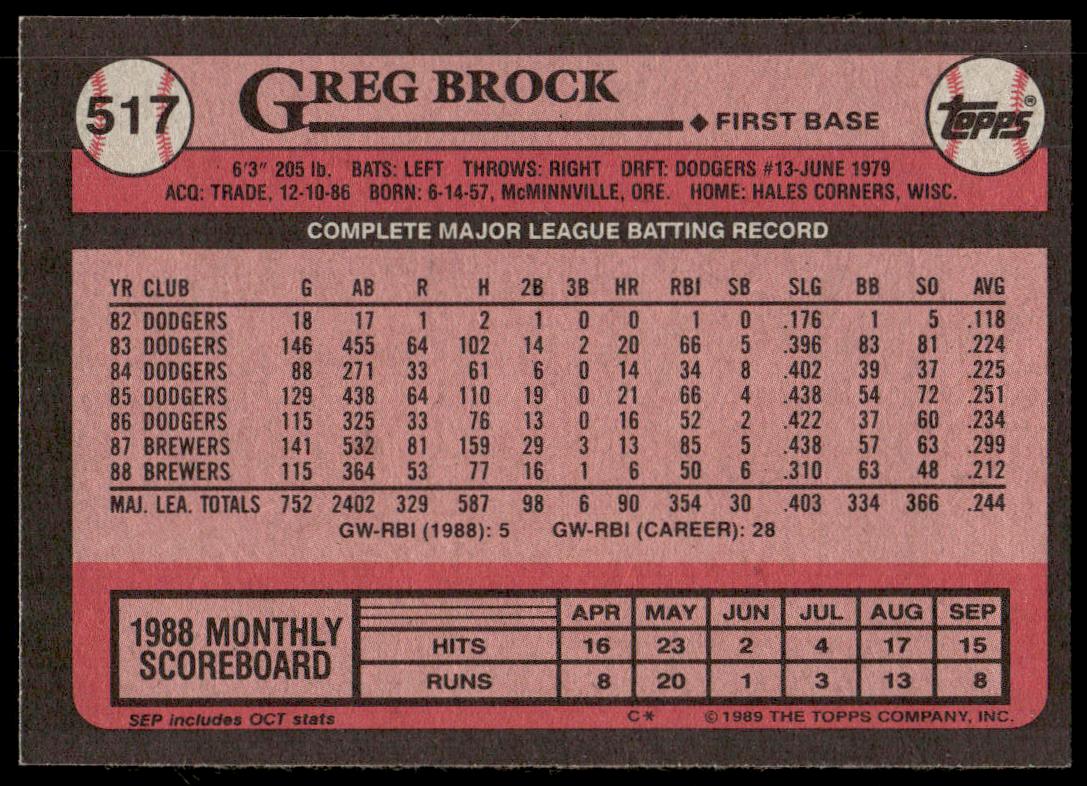 517
GREG BROCK
◆ FIRST BASE
TOPPS®
6'3" 205 lb. BATS: LEFT THROWS: RIGHT DRFT: DODGERS #13-JUNE 1979
ACQ: TRADE, 12-10-86 BORN: 6-14-57, McMINNVILLE, ORE. HOME: HALES CORNERS, WISC.
COMPLETE MAJOR LEAGUE BATTING RECORD
YR CLUB G AB R H 2B 3B HR RBI SB SLG BB SO AVG
82 DODGERS 18 17 1 2 1 0 0 1 0 .176 1 5 .118
83 DODGERS 146 455 64 102 14 2 20 66 5 .396 83 81 .224
84 DODGERS 88 271 33 61 6 0 14 34 8 .402 39 37 .225
85 DODGERS 129 438 64 110 19 0 21 66 4 .438 54 72 .251
86 DODGERS 115 325 33 76 13 0 16 52 2 .422 37 60 .234
87 BREWERS 141 532 81 159 29 3 13 85 5 .438 57 63 .299
88 BREWERS 115 364 53 77 16 1 6 50 6 .310 63 48 .212
MAJ. LEA. TOTALS 752 2402 329 587 98 6 90 354 30 .403 334 366 .244
GW-RBI (1988): 5 GW-RBI (CAREER): 28
1988 MONTHLY
SCOREBOARD
APR MAY JUN JUL AUG SEP
HITS 16 23 2 4 17 15
RUNS 8 20 1 3 13 8
SEP includes OCT stats
C* ©1989 THE TOPPS COMPANY, INC.